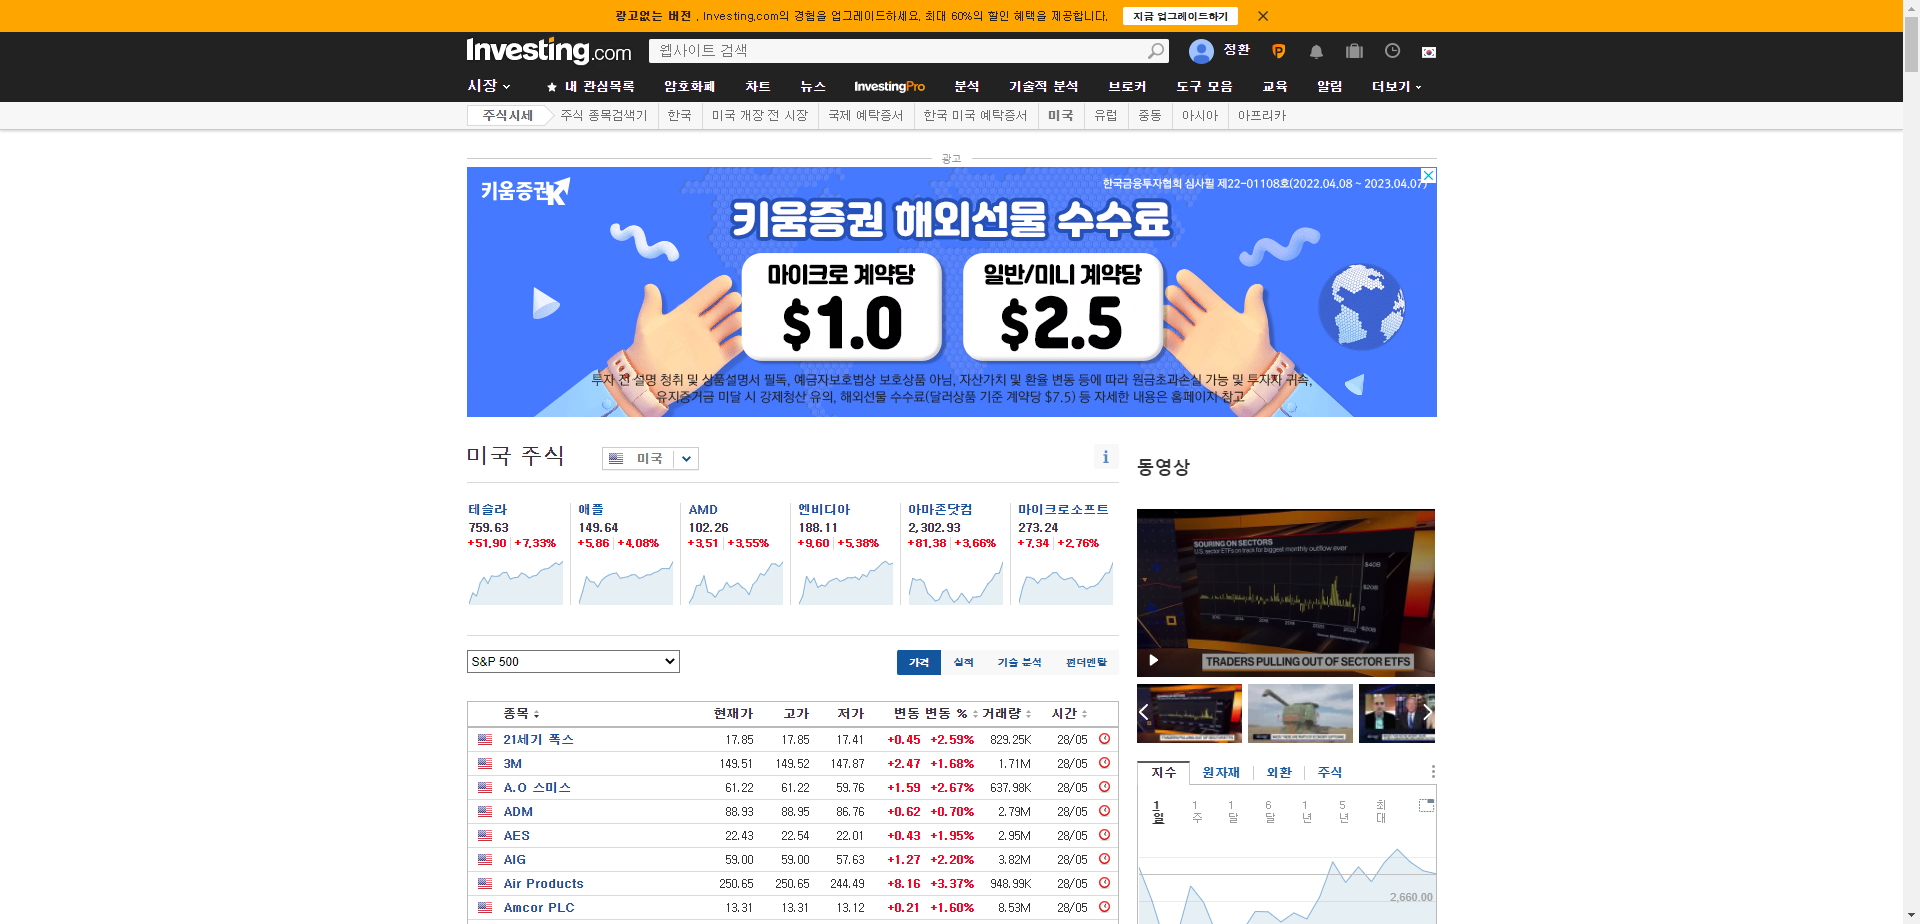 광고없는 버전 . Investing.com의 경험을 업그레이드하세요. 최대 60%의 할인 혜택을 제공합니다. 지금 업그레이드하기
Investing.com 웹사이트 검색 정환
시장 ★ 내 관심목록 암호화폐 차트 뉴스 InvestingPro 분석 기술적 분석 브로커 도구 모음 교육 알림 더보기
주식시세 주식 종목검색기 한국 미국 개장 전 시장 국제 예탁증서 한국 미국 예탁증서 미국 유럽 중동 아시아 아프리카
광고
키움증권
한국금융투자협회 심사필 제22-01108호(2022.04.08 ~ 2023.04.07)
키움증권 해외선물 수수료
마이크로 계약당 일반/미니 계약당
$1.0 $2.5
투자 전 설명 청취 및 상품설명서 필독, 예금자보호법상 보호상품 아님, 자산가치 및 환율 변동 등에 따라 원금초과손실 가능 및 투자자 귀속,
유지증거금 미달 시 강제청산 유의, 해외선물 수수료(달러상품 기준 계약당 $7.5) 등 자세한 내용은 홈페이지 참고
미국 주식 미국 i
테슬라 애플 AMD 엔비디아 아마존닷컴 마이크로소프트
759.63 149.64 102.26 188.11 2,302.93 273.24
+51.90 +7.33% +5.86 +4.08% +3.51 +3.55% +9.60 +5.38% +81.38 +3.66% +7.34 +2.76%
S&P 500 가격 실적 기술 분석 펀더멘탈
종목 현재가 고가 저가 변동 변동 % 거래량 시간
21세기 폭스 17.85 17.85 17.41 +0.45 +2.59% 829.25K 28/05
3M 149.51 149.52 147.87 +2.47 +1.68% 1.71M 28/05
A.O 스미스 61.22 61.22 59.76 +1.59 +2.67% 637.98K 28/05
ADM 88.93 88.95 86.76 +0.62 +0.70% 2.79M 28/05
AES 22.43 22.54 22.01 +0.43 +1.95% 2.95M 28/05
AIG 59.00 59.00 57.63 +1.27 +2.20% 3.82M 28/05
Air Products 250.65 250.65 244.49 +8.16 +3.37% 948.99K 28/05
Amcor PLC 13.31 13.31 13.12 +0.21 +1.60% 8.53M 28/05
동영상
SOURING ON SECTORS
U.S. sector ETFs on track for biggest monthly outflow ever
$40B
$20B
0
-$20B
TRADERS PULLING OUT OF SECTOR ETFS
지수 원자재 외환 주식
1일 1주 1달 6달 1년 5년 최대
2,660.00